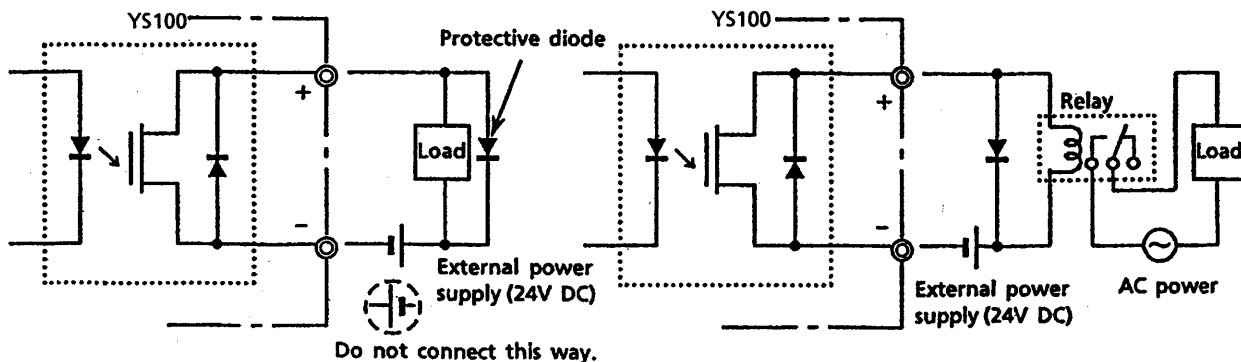 YS100
Protective diode
+
Load
−
External power
supply (24V DC)
Do not connect this way.
YS100
+
Relay
Load
−
External power
supply (24V DC)
AC power